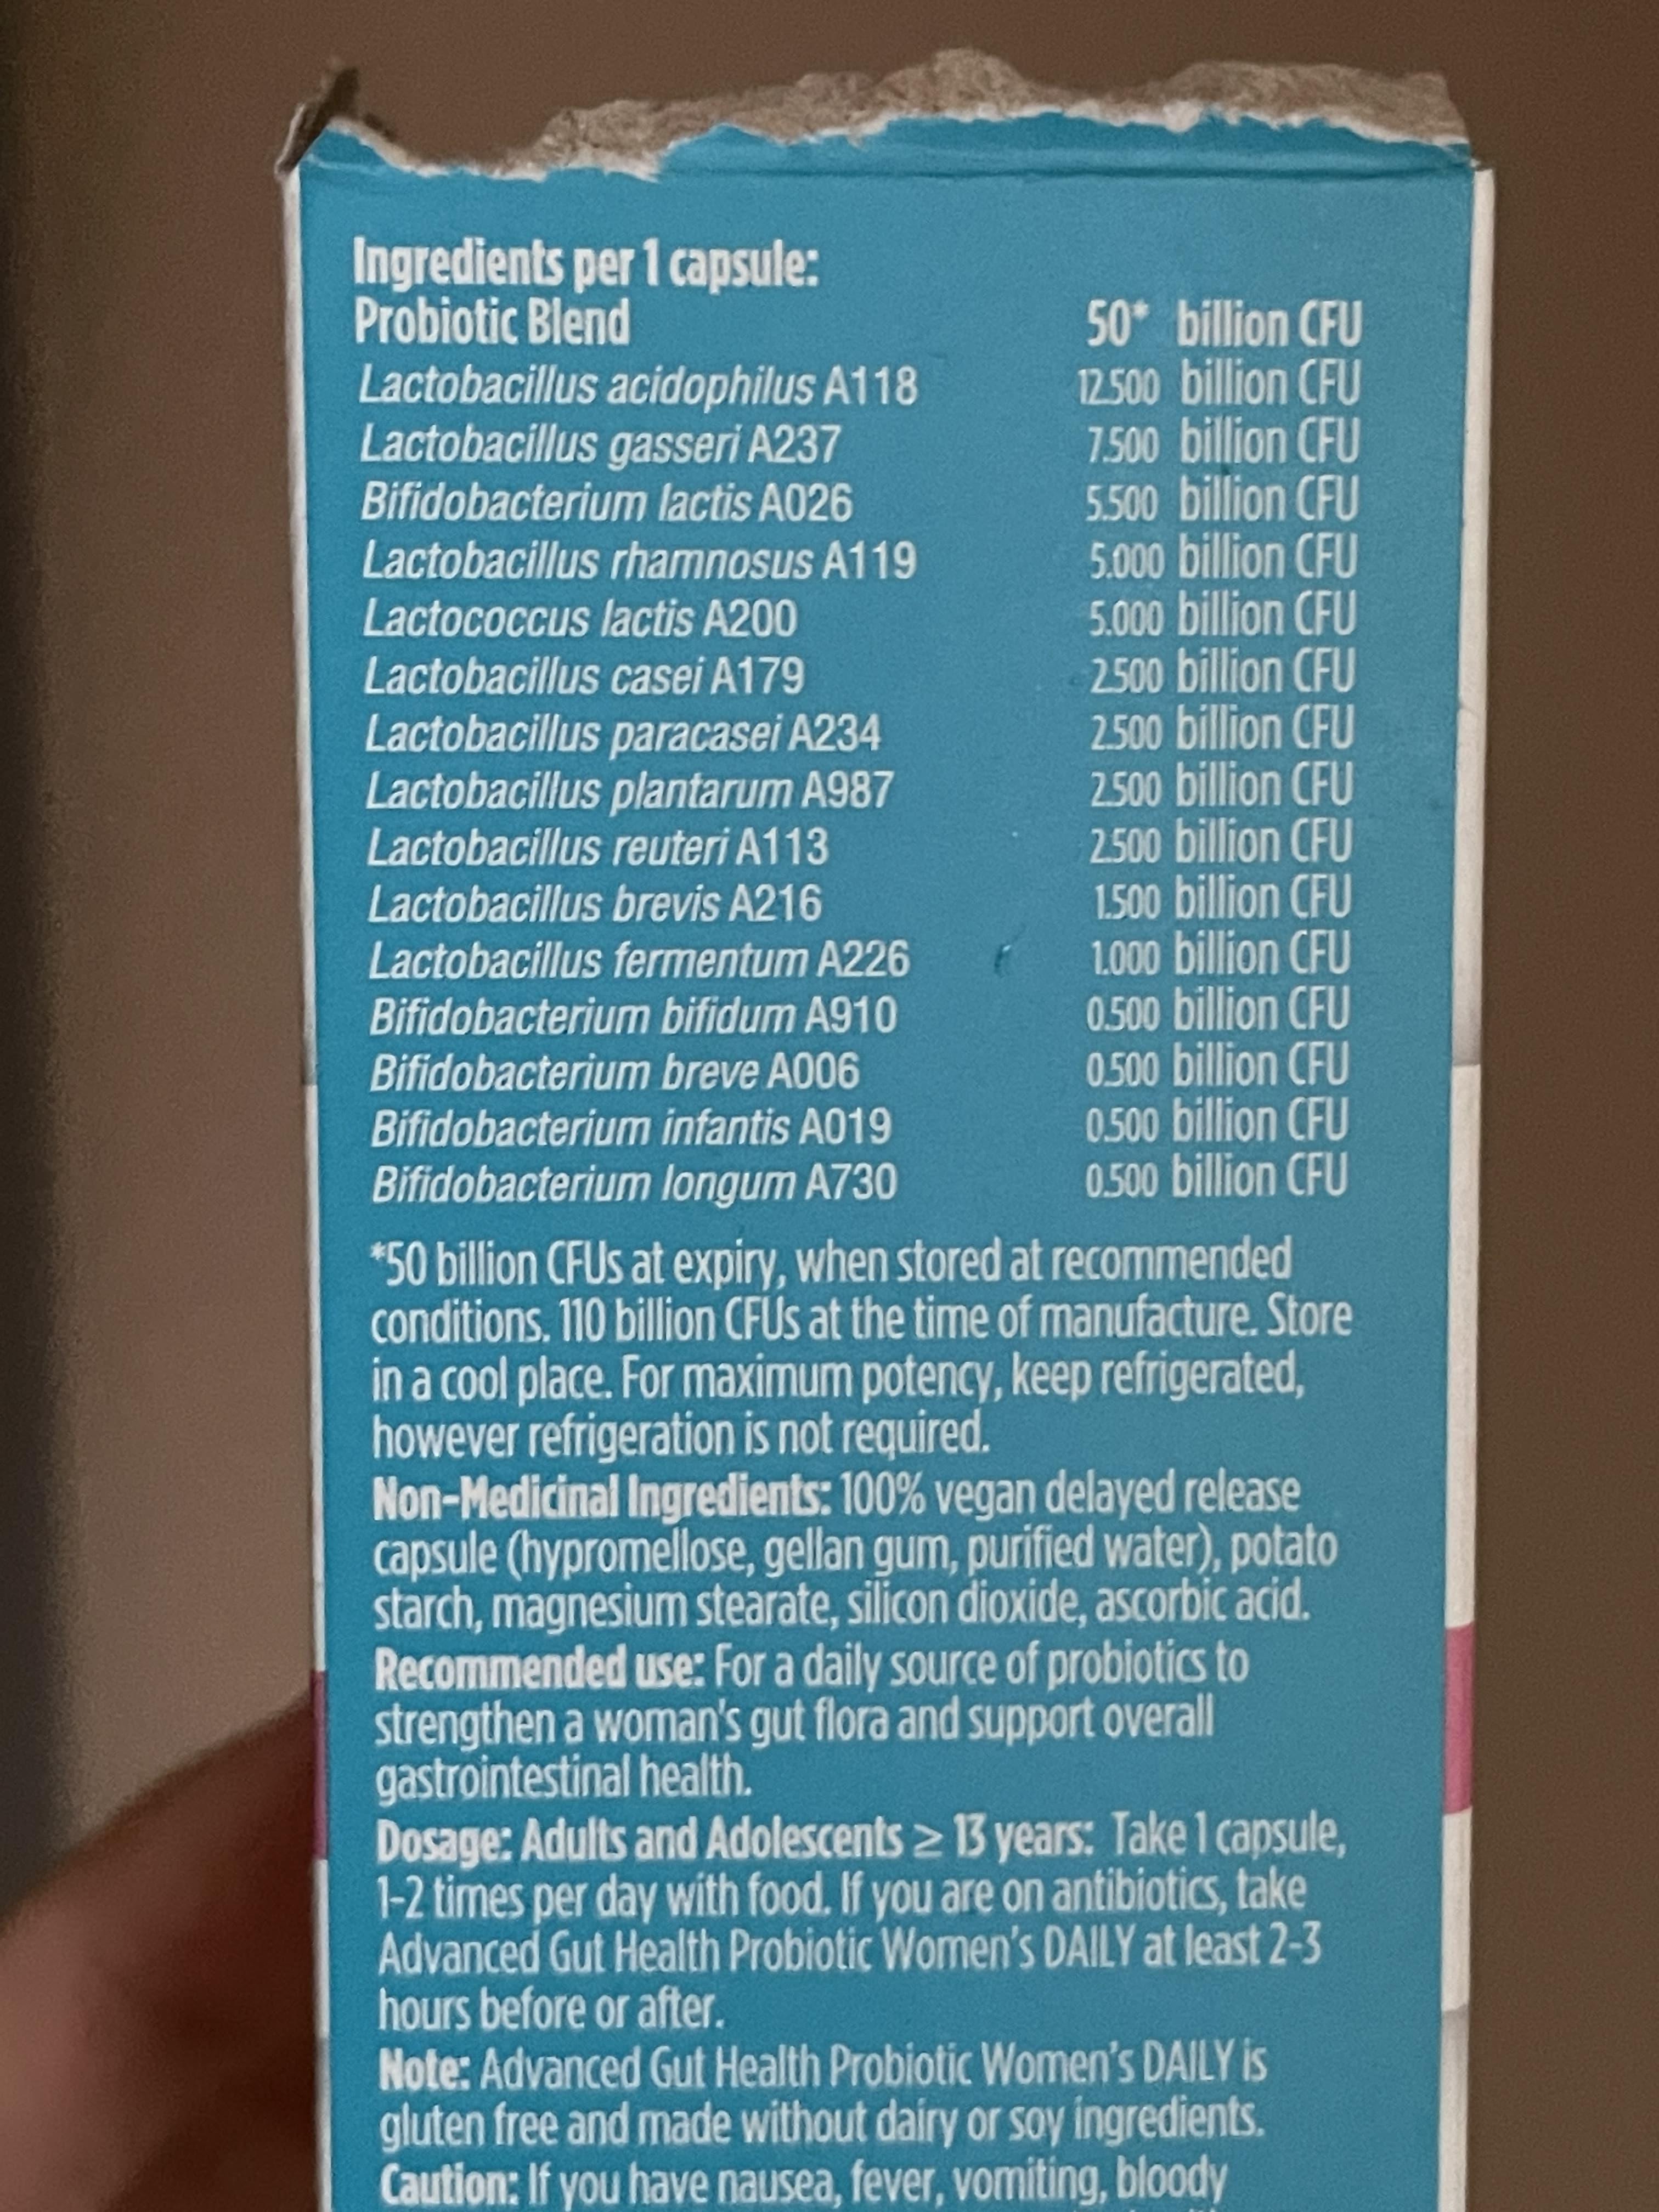 Ingredients per 1 capsule:
Probiotic Blend 50* billion CFU
Lactobacillus acidophilus A118 12.500 billion CFU
Lactobacillus gasseri A237 7.500 billion CFU
Bifidobacterium lactis A026 5.500 billion CFU
Lactobacillus rhamnosus A119 5.000 billion CFU
Lactococcus lactis A200 5.000 billion CFU
Lactobacillus casei A179 2.500 billion CFU
Lactobacillus paracasei A234 2.500 billion CFU
Lactobacillus plantarum A987 2.500 billion CFU
Lactobacillus reuteri A113 2.500 billion CFU
Lactobacillus brevis A216 1.500 billion CFU
Lactobacillus fermentum A226 1.000 billion CFU
Bifidobacterium bifidum A910 0.500 billion CFU
Bifidobacterium breve A006 0.500 billion CFU
Bifidobacterium infantis A019 0.500 billion CFU
Bifidobacterium longum A730 0.500 billion CFU
*50 billion CFUs at expiry, when stored at recommended
conditions. 110 billion CFUs at the time of manufacture. Store
in a cool place. For maximum potency, keep refrigerated,
however refrigeration is not required.
Non-Medicinal Ingredients: 100% vegan delayed release
capsule (hypromellose, gellan gum, purified water), potato
starch, magnesium stearate, silicon dioxide, ascorbic acid.
Recommended use: For a daily source of probiotics to
strengthen a woman's gut flora and support overall
gastrointestinal health.
Dosage: Adults and Adolescents ≥ 13 years: Take 1 capsule,
1-2 times per day with food. If you are on antibiotics, take
Advanced Gut Health Probiotic Women's DAILY at least 2-3
hours before or after.
Note: Advanced Gut Health Probiotic Women's DAILY is
gluten free and made without dairy or soy ingredients.
Caution: If you have nausea, fever, vomiting, bloody